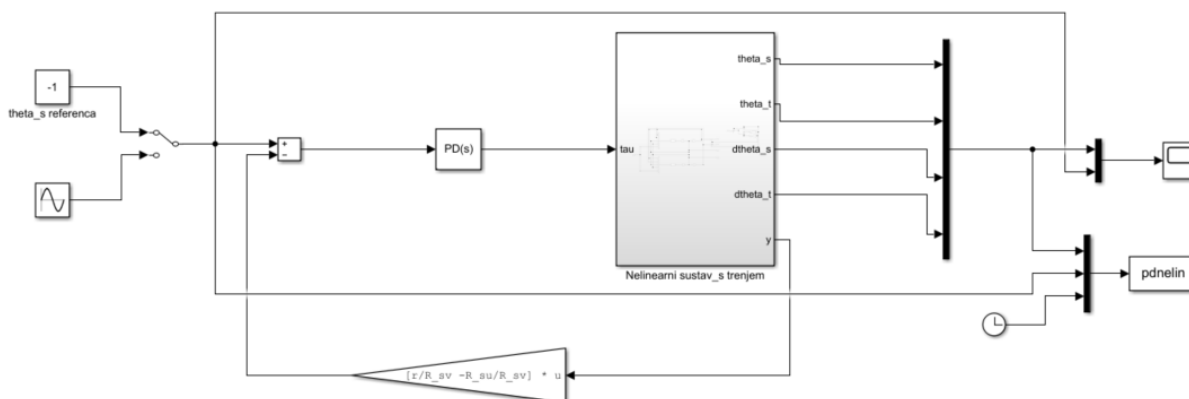 -1
theta_s referenca
+
−
PD(s)
tau
theta_s
theta_t
dtheta_s
dtheta_t
y
Nelinearni sustav_s trenjem
pdnelin
[r/R_sv -R_su/R_sv] * u